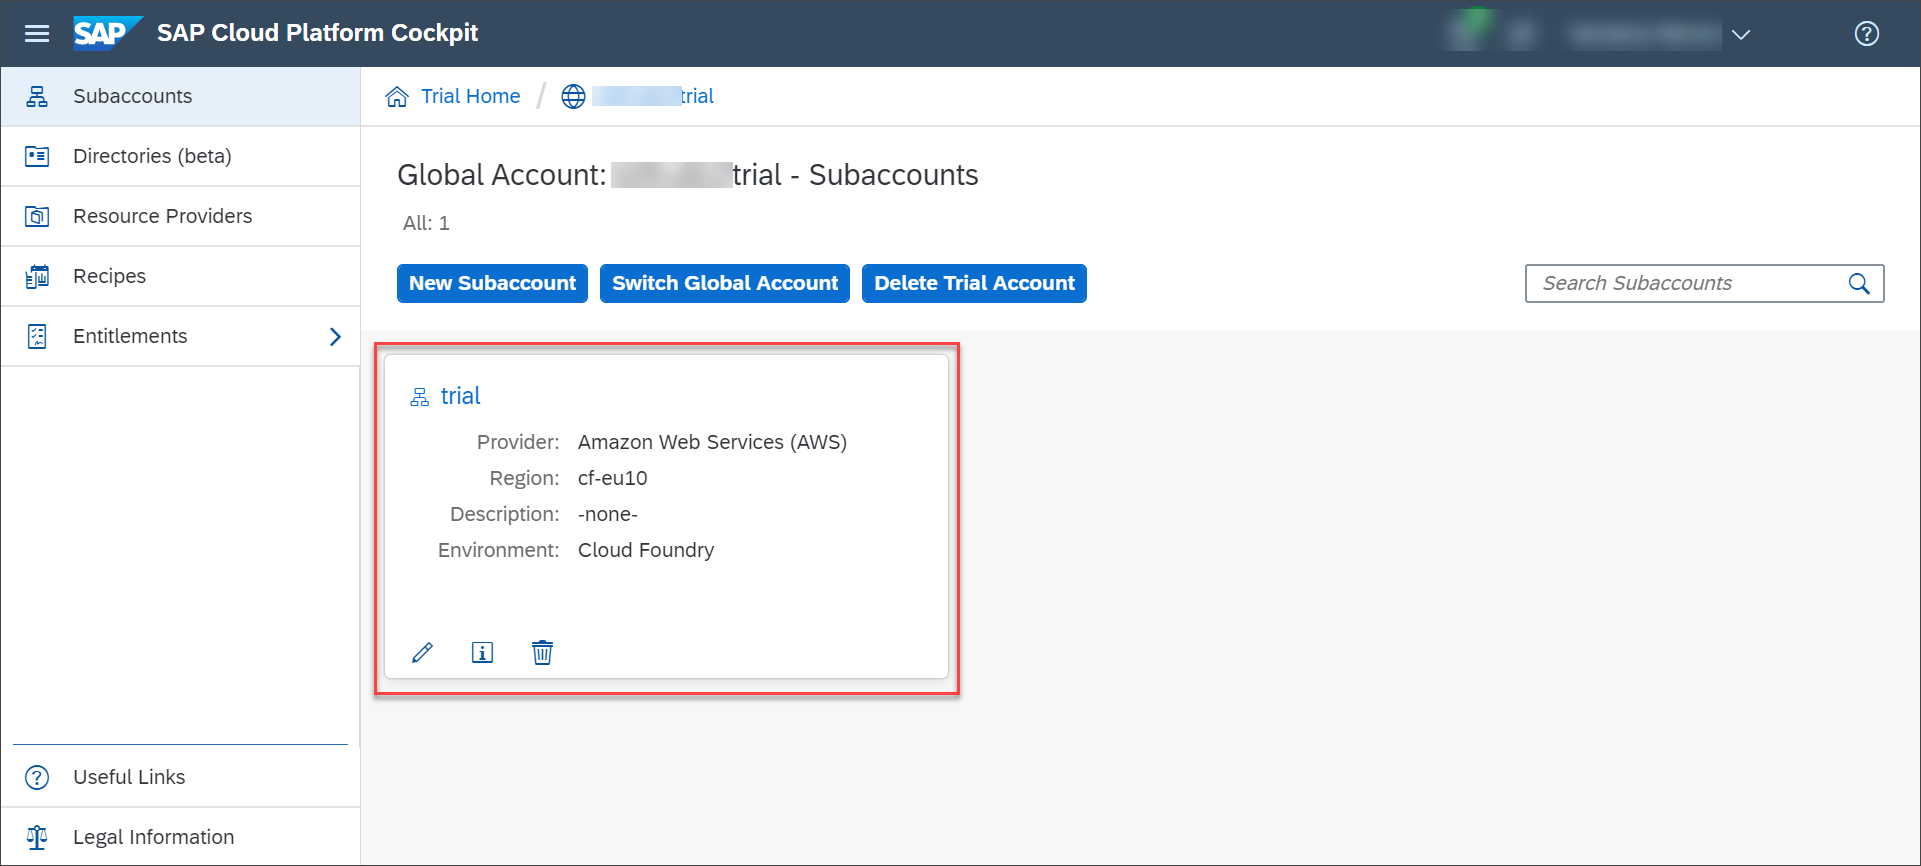 SAP SAP Cloud Platform Cockpit
Subaccounts
Directories (beta)
Resource Providers
Recipes
Entitlements
Useful Links
Legal Information
Trial Home / trial
Global Account: trial - Subaccounts
All: 1
New Subaccount Switch Global Account Delete Trial Account Search Subaccounts
trial
Provider: Amazon Web Services (AWS)
Region: cf-eu10
Description: -none-
Environment: Cloud Foundry